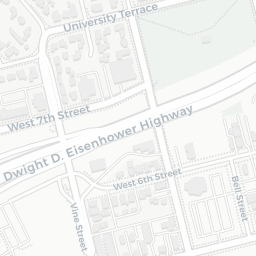 University Terrace
West 7th Street
Dwight D. Eisenhower Highway
West 6th Street
Vine Street
Bell Street